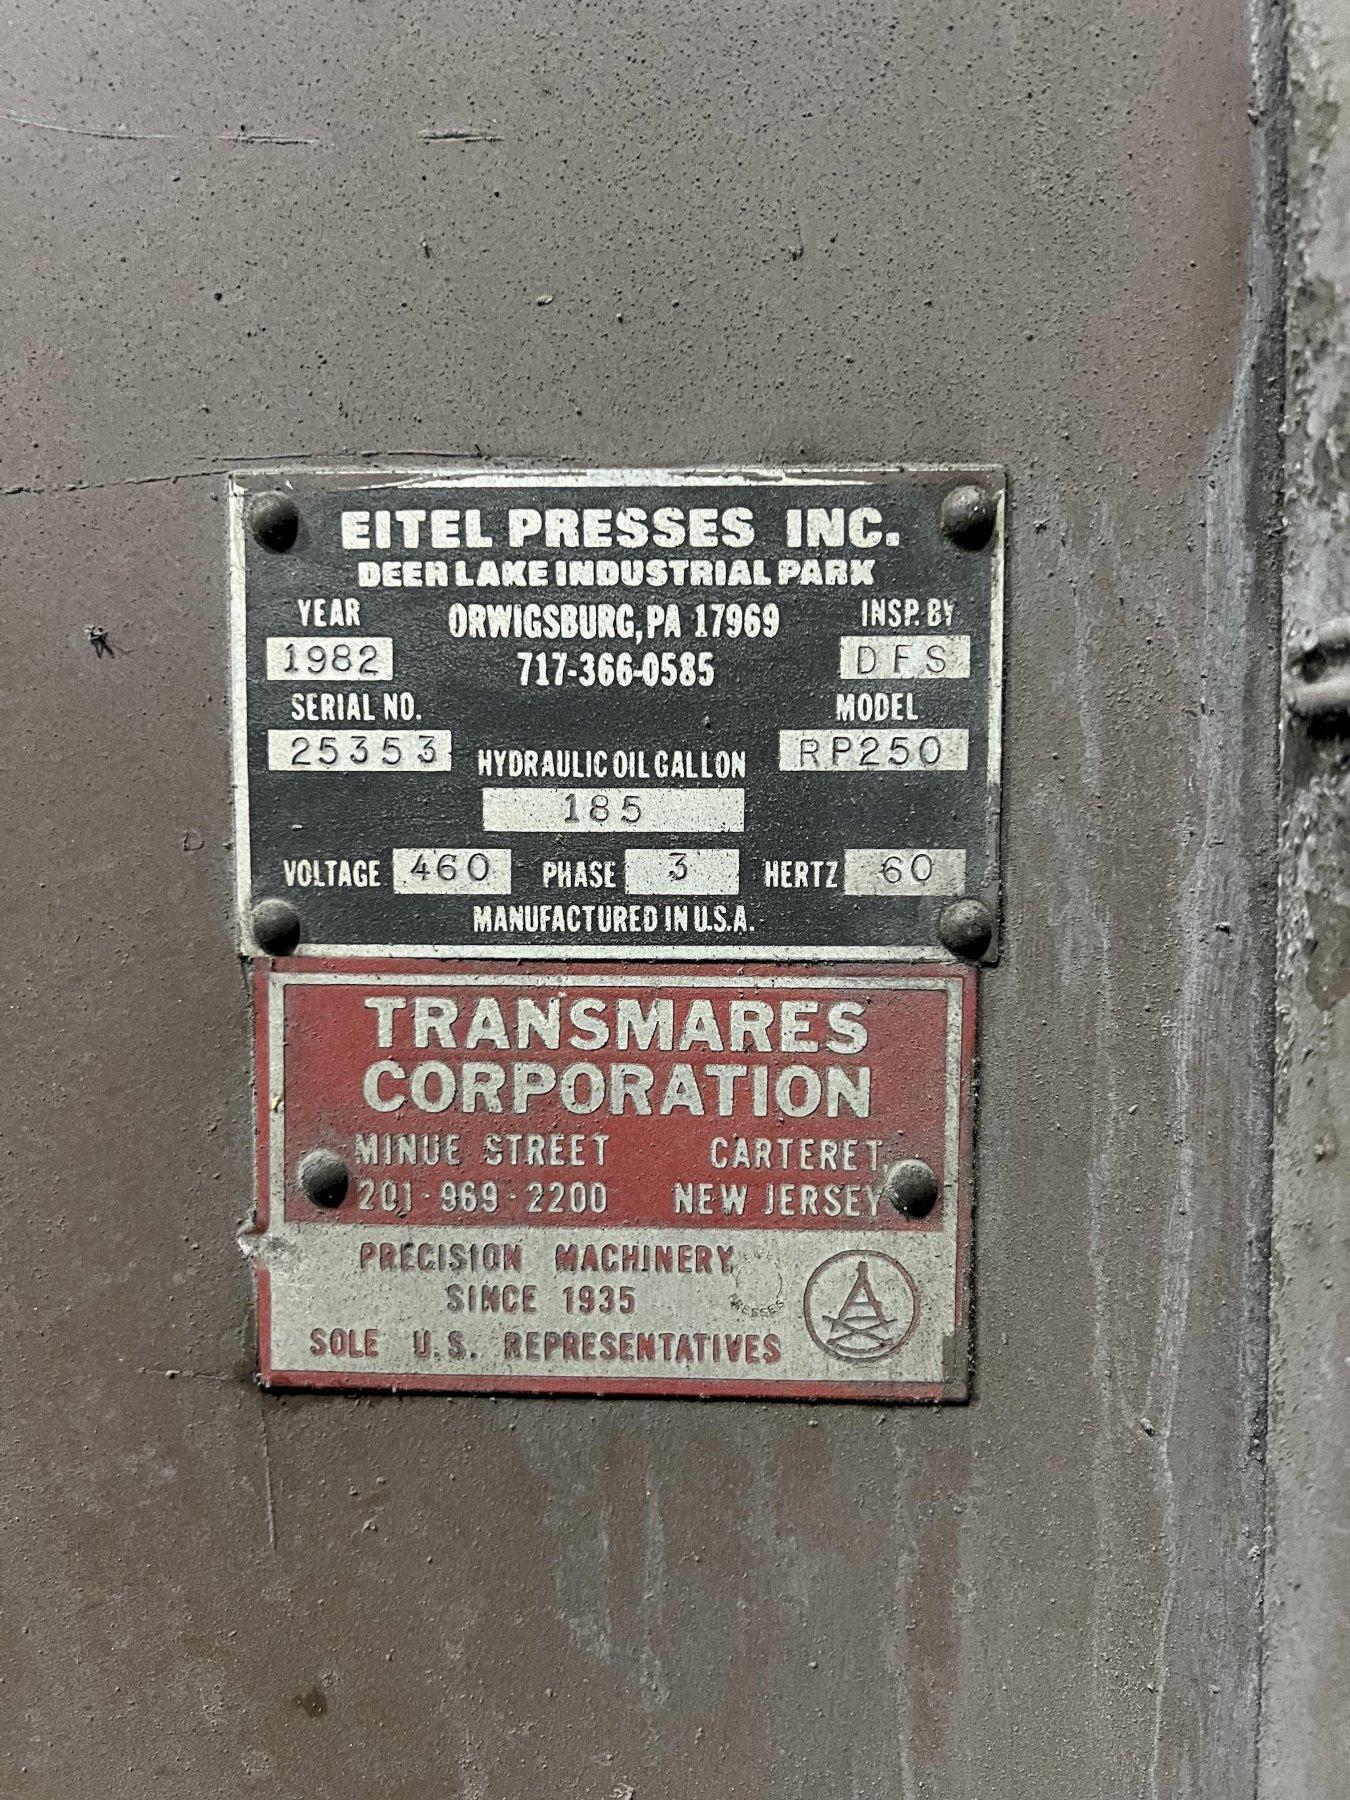 EITEL PRESSES INC.
DEER LAKE INDUSTRIAL PARK
YEAR ORWIGSBURG, PA 17969 INSP. BY
1982 717-366-0585 DFS
SERIAL NO. MODEL
25353 HYDRAULIC OIL GALLON RP250
185
VOLTAGE 460 PHASE 3 HERTZ 60
MANUFACTURED IN U.S.A.
TRANSMARES
CORPORATION
MINUE STREET CARTERET,
201-969-2200 NEW JERSEY
PRECISION MACHINERY
SINCE 1935
PRESSES
SOLE U.S. REPRESENTATIVES